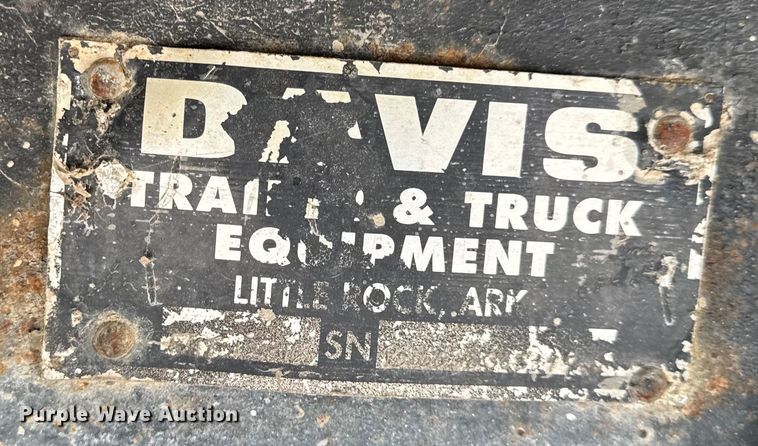 DAVIS
TRAILER & TRUCK
EQUIPMENT
LITTLE ROCK, ARK
SN
Purple Wave Auction